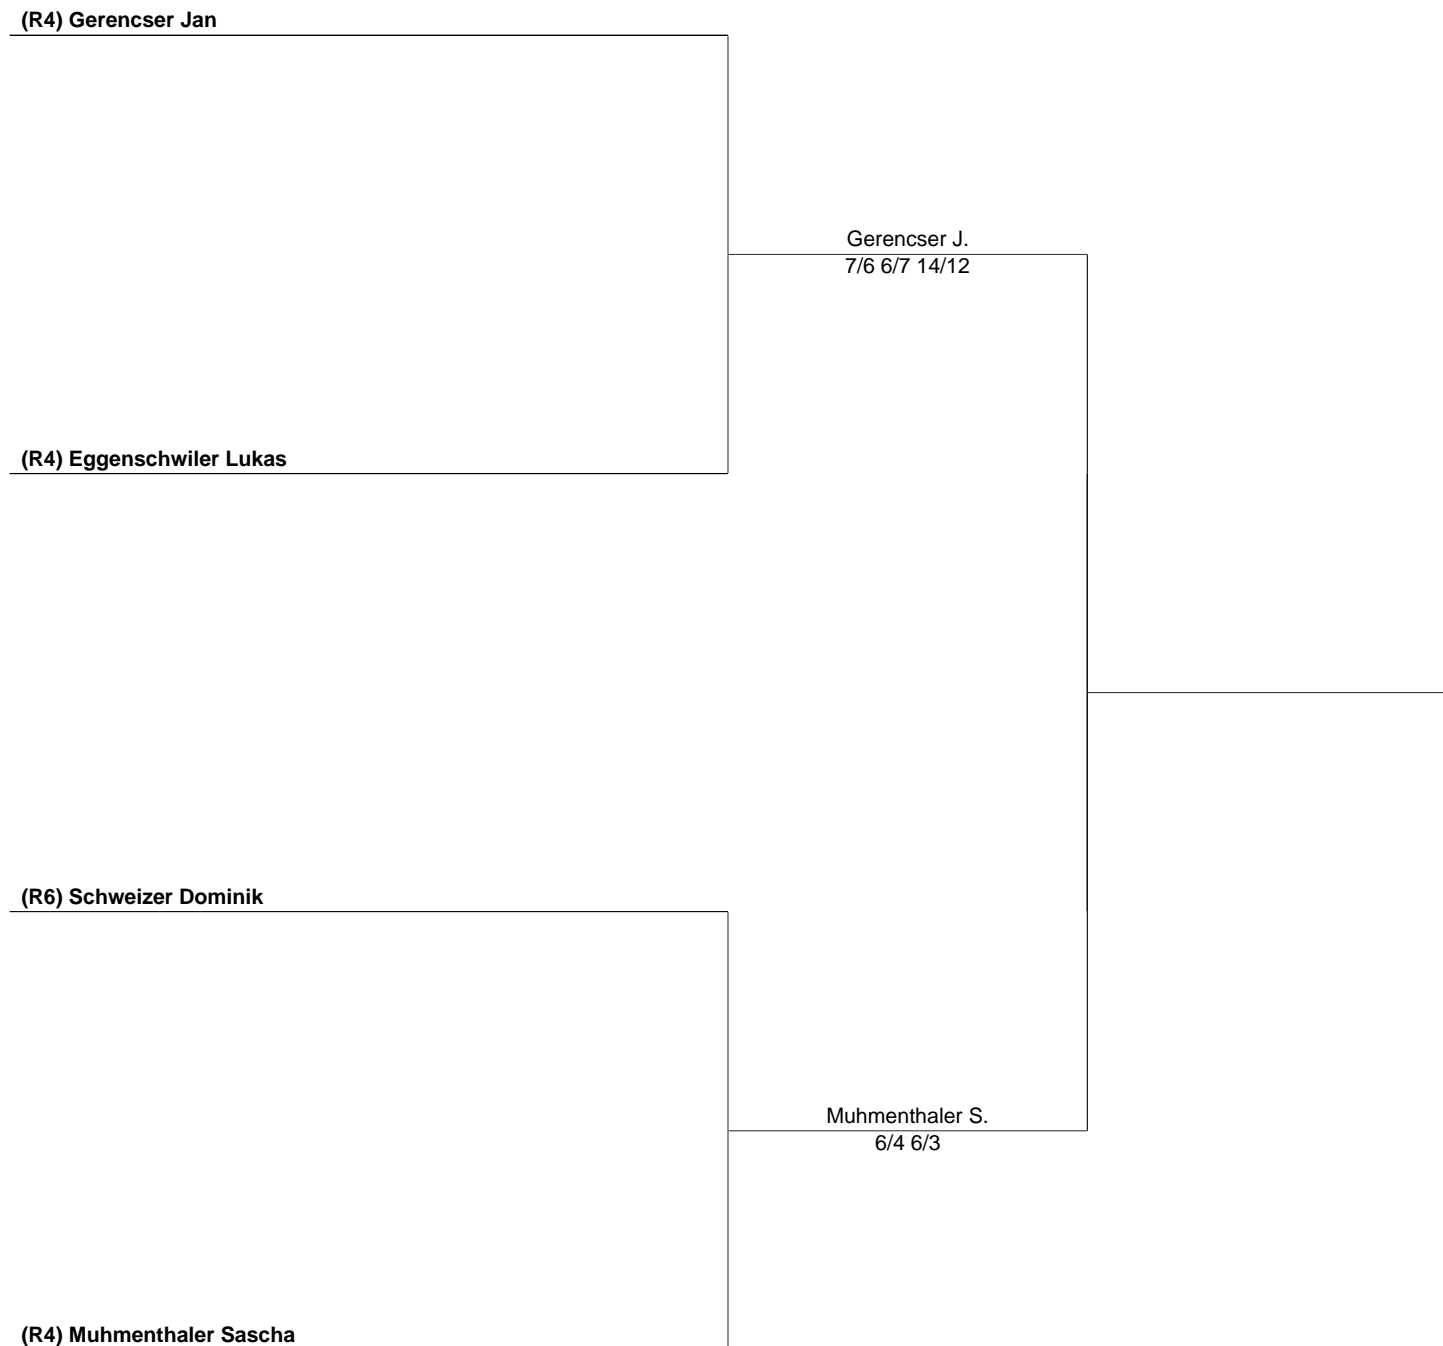 (R4) Gerencser Jan
Gerencser J.
7/6 6/7 14/12
(R4) Eggenschwiler Lukas
(R6) Schweizer Dominik
Muhmenthaler S.
6/4 6/3
(R4) Muhmenthaler Sascha